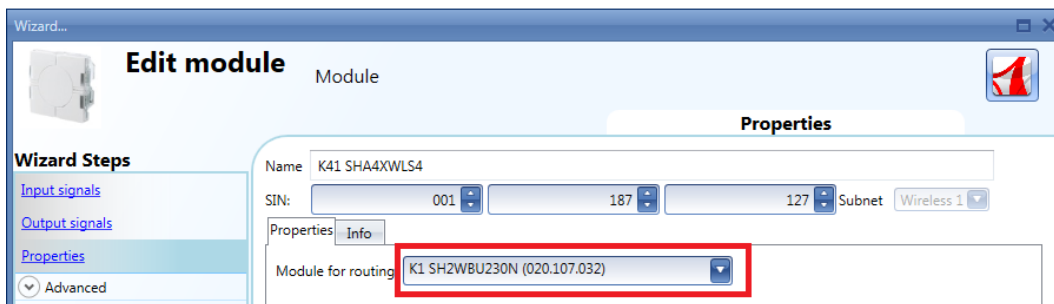 Wizard...
Edit module
Module
Properties
Wizard Steps
Name K41 SHA4XWLS4
Input signals
SIN: 001 187 127 Subnet Wireless 1
Output signals
Properties Info
Properties
Module for routing K1 SH2WBU230N (020.107.032)
Advanced